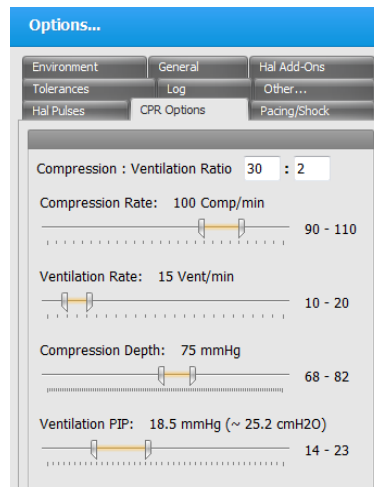 Options...
Environment General Hal Add-Ons
Tolerances Log Other...
Hal Pulses CPR Options Pacing/Shock
Compression : Ventilation Ratio 30 : 2
Compression Rate: 100 Comp/min
90 - 110
Ventilation Rate: 15 Vent/min
10 - 20
Compression Depth: 75 mmHg
68 - 82
Ventilation PIP: 18.5 mmHg (~ 25.2 cmH2O)
14 - 23